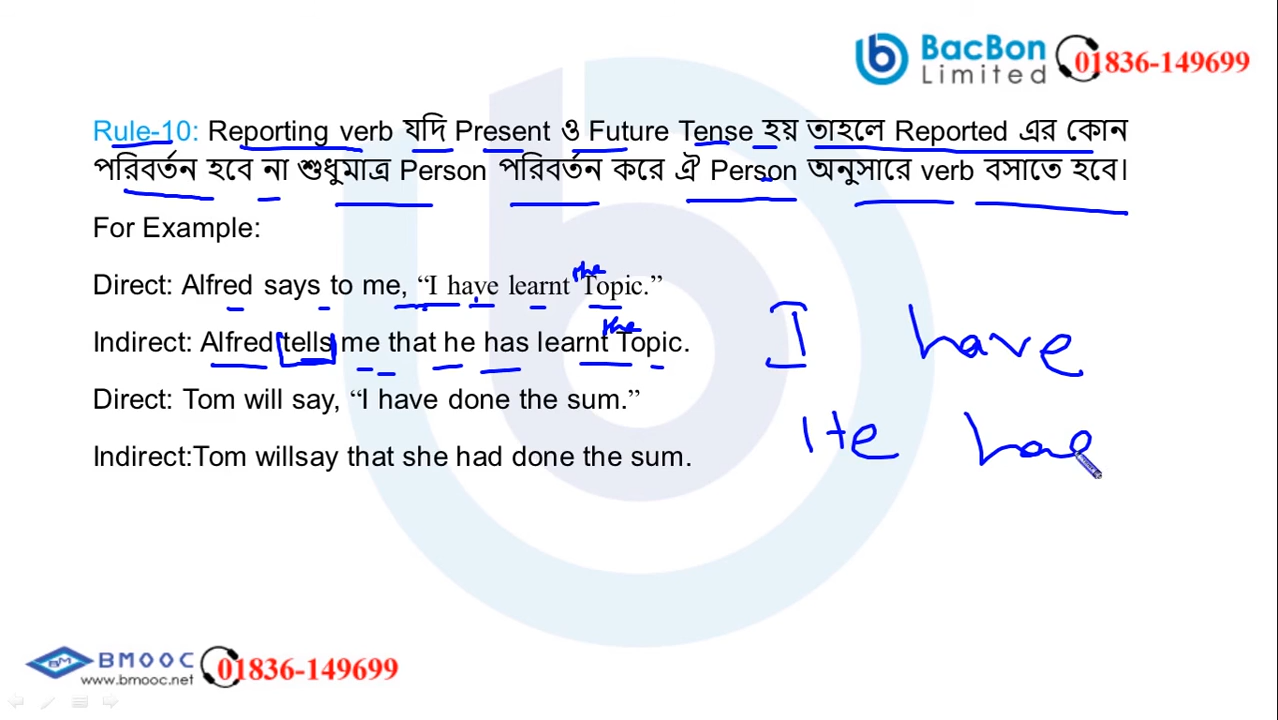 BacBon
Limited
01836-149699
Rule-10: Reporting verb যদি Present ও Future Tense হয় তাহলে Reported এর কোন
পরিবর্তন হবে না শুধুমাত্র Person পরিবর্তন করে ঐ Person অনুসারে verb বসাতে হবে।
For Example:
the
Direct: Alfred says to me, “I have learnt Topic.”
the
Indirect: Alfred tells me that he has learnt Topic.
I have
Direct: Tom will say, “I have done the sum.”
He has
Indirect:Tom willsay that she had done the sum.
BM BMOOC
www.bmooc.net
01836-149699